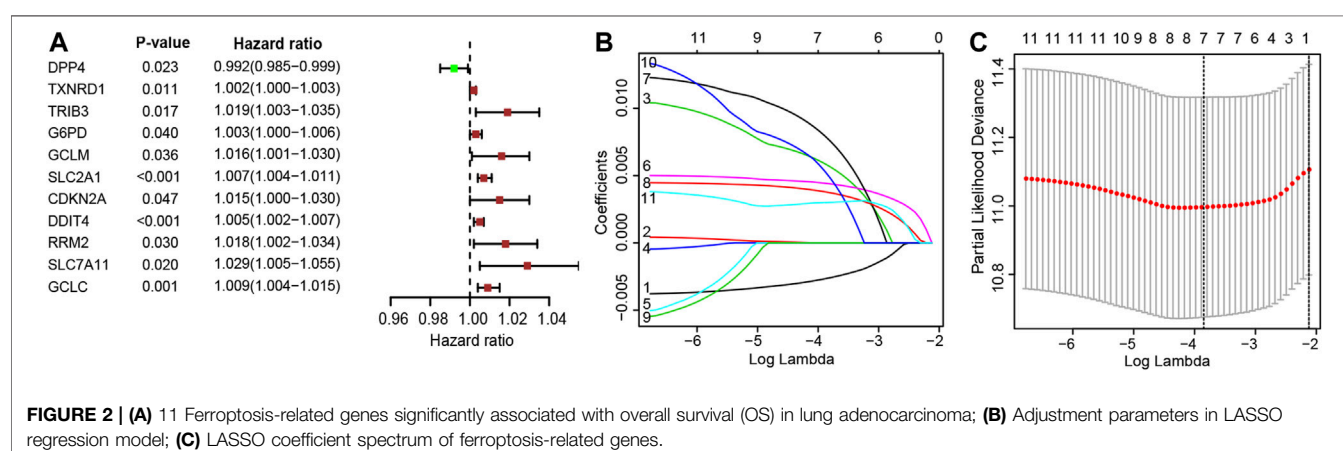 A
P-value Hazard ratio
DPP4 0.023 0.992(0.985−0.999)
TXNRD1 0.011 1.002(1.000−1.003)
TRIB3 0.017 1.019(1.003−1.035)
G6PD 0.040 1.003(1.000−1.006)
GCLM 0.036 1.016(1.001−1.030)
SLC2A1 <0.001 1.007(1.004−1.011)
CDKN2A 0.047 1.015(1.000−1.030)
DDIT4 <0.001 1.005(1.002−1.007)
RRM2 0.030 1.018(1.002−1.034)
SLC7A11 0.020 1.029(1.005−1.055)
GCLC 0.001 1.009(1.004−1.015)
0.96 0.98 1.00 1.02 1.04
Hazard ratio
B
11 9 7 6 0
Coefficients
0.010
0.005
0.000
−0.005
10
7
3
6
8
11
2
4
1
5
9
−6 −5 −4 −3 −2
Log Lambda
C
11 11 11 11 10 9 8 8 8 7 7 7 6 4 3 1
Partial Likelihood Deviance
11.4
11.2
11.0
10.8
−6 −5 −4 −3 −2
Log Lambda
FIGURE 2 | (A) 11 Ferroptosis-related genes significantly associated with overall survival (OS) in lung adenocarcinoma; (B) Adjustment parameters in LASSO
regression model; (C) LASSO coefficient spectrum of ferroptosis-related genes.